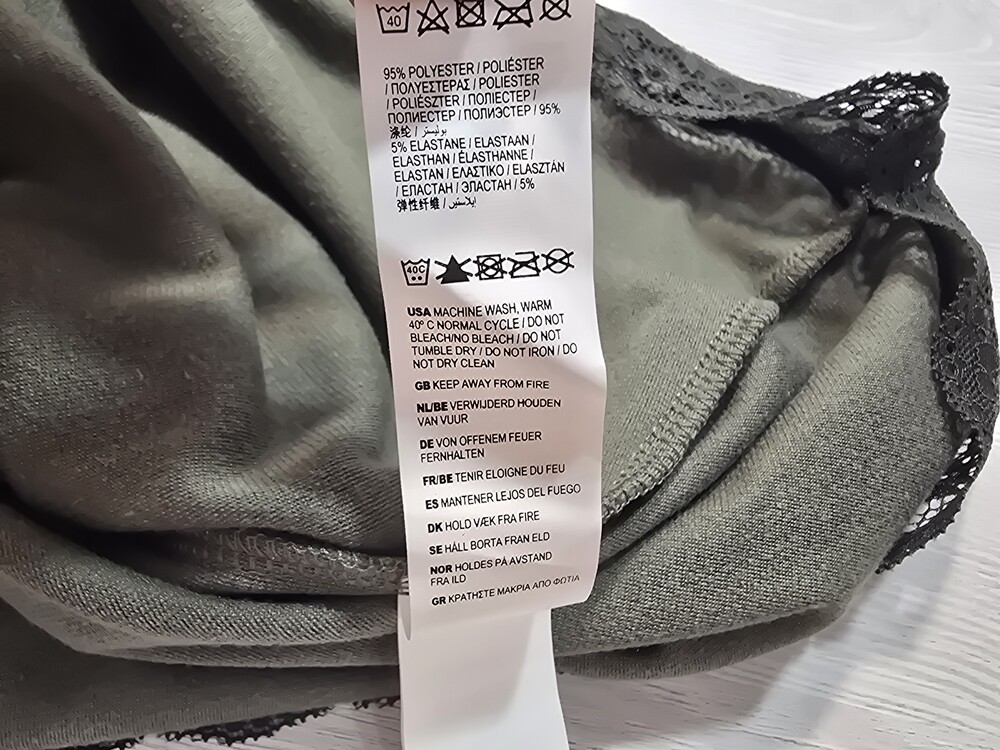 40
95% POLYESTER / POLIÉSTER
/ ΠΟΛΥΕΣΤΕΡΑΣ / POLIESTER
/ POLIÉSZTER / ПОЛІЕСТЕР /
ПОЛИЕСТЕР / ПОЛИЭСТЕР / 95%
涤纶 / بوليستر
5% ELASTANE / ELASTAAN /
ELASTHAN / ÉLASTHANNE /
ELASTAN / ΕΛΑΣΤΙΚΟ / ELASZTÁN
/ ЕЛАСТАН / ЭЛАСТАН / 5%
弹性纤维 / إيلاستين
40C
USA MACHINE WASH, WARM
40º C NORMAL CYCLE / DO NOT
BLEACH/NO BLEACH / DO NOT
TUMBLE DRY / DO NOT IRON / DO
NOT DRY CLEAN
GB KEEP AWAY FROM FIRE
NL/BE VERWIJDERD HOUDEN
VAN VUUR
DE VON OFFENEM FEUER
FERNHALTEN
FR/BE TENIR ELOIGNE DU FEU
ES MANTENER LEJOS DEL FUEGO
DK HOLD VÆK FRA FIRE
SE HÅLL BORTA FRAN ELD
NOR HOLDES PÅ AVSTAND
FRA ILD
GR ΚΡΑΤΗΣΤΕ ΜΑΚΡΙΑ ΑΠΟ ΦΩΤΙΑ